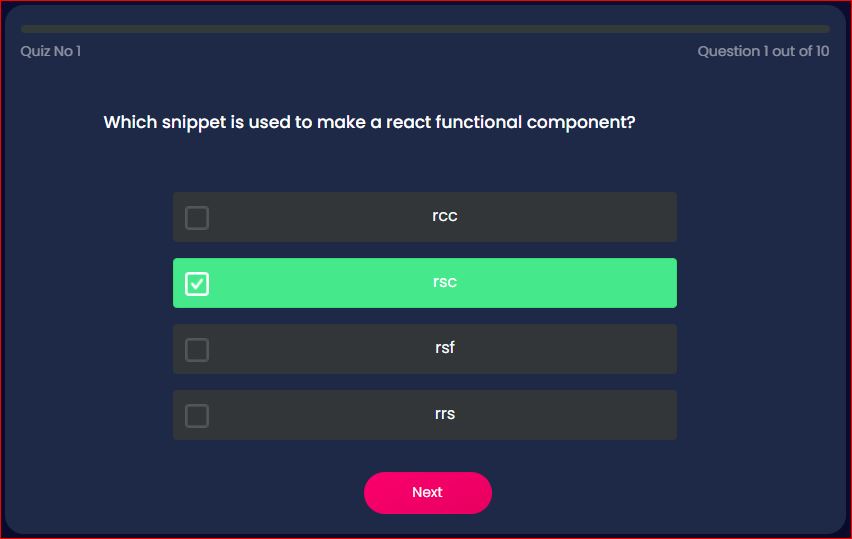 Quiz No 1
Question 1 out of 10
Which snippet is used to make a react functional component?
rcc
rsc
rsf
rrs
Next